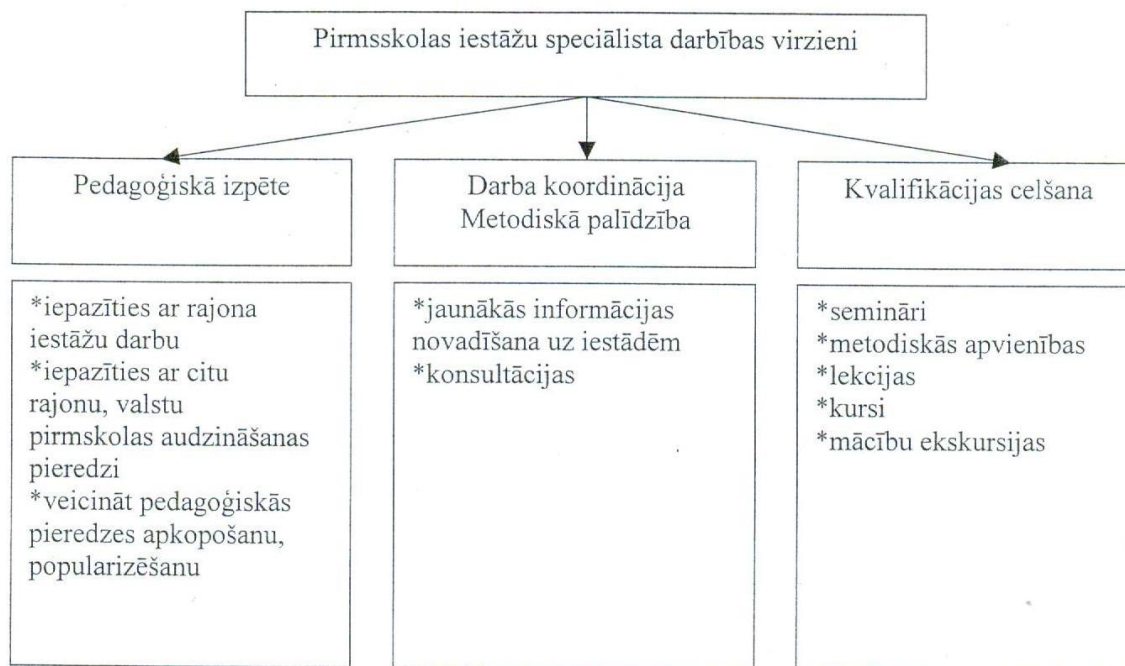 Pirmsskolas iestāžu speciālista darbības virzieni
Pedagoģiskā izpēte
Darba koordinācija
Metodiskā palīdzība
Kvalifikācijas celšana
*iepazīties ar rajona
iestāžu darbu
*iepazīties ar citu
rajonu, valstu
pirmskolas audzināšanas
pieredzi
*veicināt pedagoģiskās
pieredzes apkopošanu,
popularizēšanu
*jaunākās informācijas
novadīšana uz iestādēm
*konsultācijas
*semināri
*metodiskās apvienības
*lekcijas
*kursi
*mācību ekskursijas